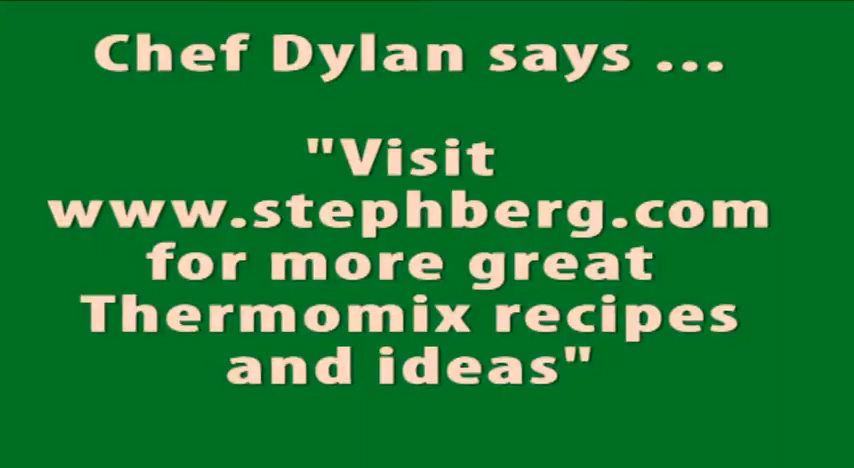 Chef Dylan says ...
"Visit
www.stephberg.com
for more great
Thermomix recipes
and ideas"